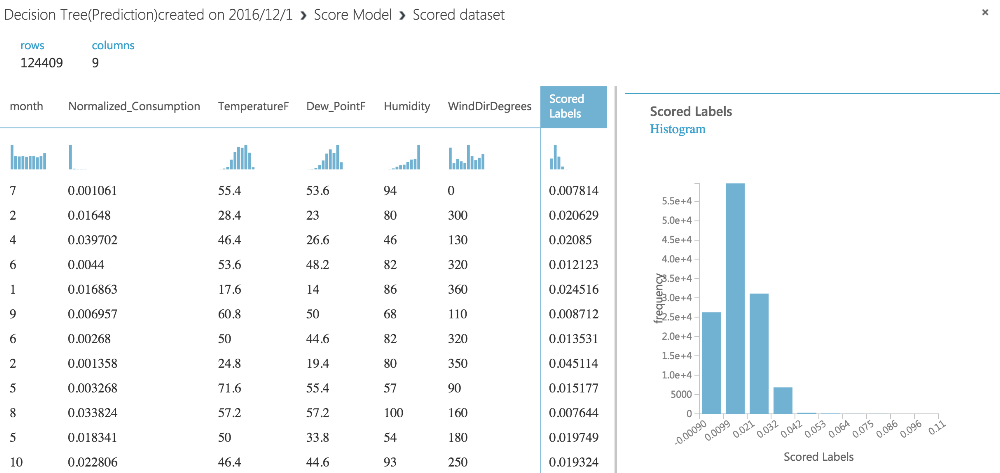 Decision Tree(Prediction)created on 2016/12/1 › Score Model › Scored dataset ×
rows columns
124409 9
month Normalized_Consumption TemperatureF Dew_PointF Humidity WindDirDegrees Scored Labels
7 0.001061 55.4 53.6 94 0 0.007814
2 0.01648 28.4 23 80 300 0.020629
4 0.039702 46.4 26.6 46 130 0.02085
6 0.0044 53.6 48.2 82 320 0.012123
1 0.016863 17.6 14 86 360 0.024516
9 0.006957 60.8 50 68 110 0.008712
6 0.00268 50 44.6 82 320 0.013531
2 0.001358 24.8 19.4 80 350 0.045114
5 0.003268 71.6 55.4 57 90 0.015177
8 0.033824 57.2 57.2 100 160 0.007644
5 0.018341 50 33.8 54 180 0.019749
10 0.022806 46.4 44.6 93 250 0.019324
Scored Labels
Histogram
frequency
5.5e+4
5.0e+4
4.5e+4
4.0e+4
3.5e+4
3.0e+4
2.5e+4
2.0e+4
1.5e+4
1.0e+4
5000
0
-0.00090 0.0099 0.021 0.032 0.042 0.053 0.064 0.075 0.086 0.096 0.11
Scored Labels